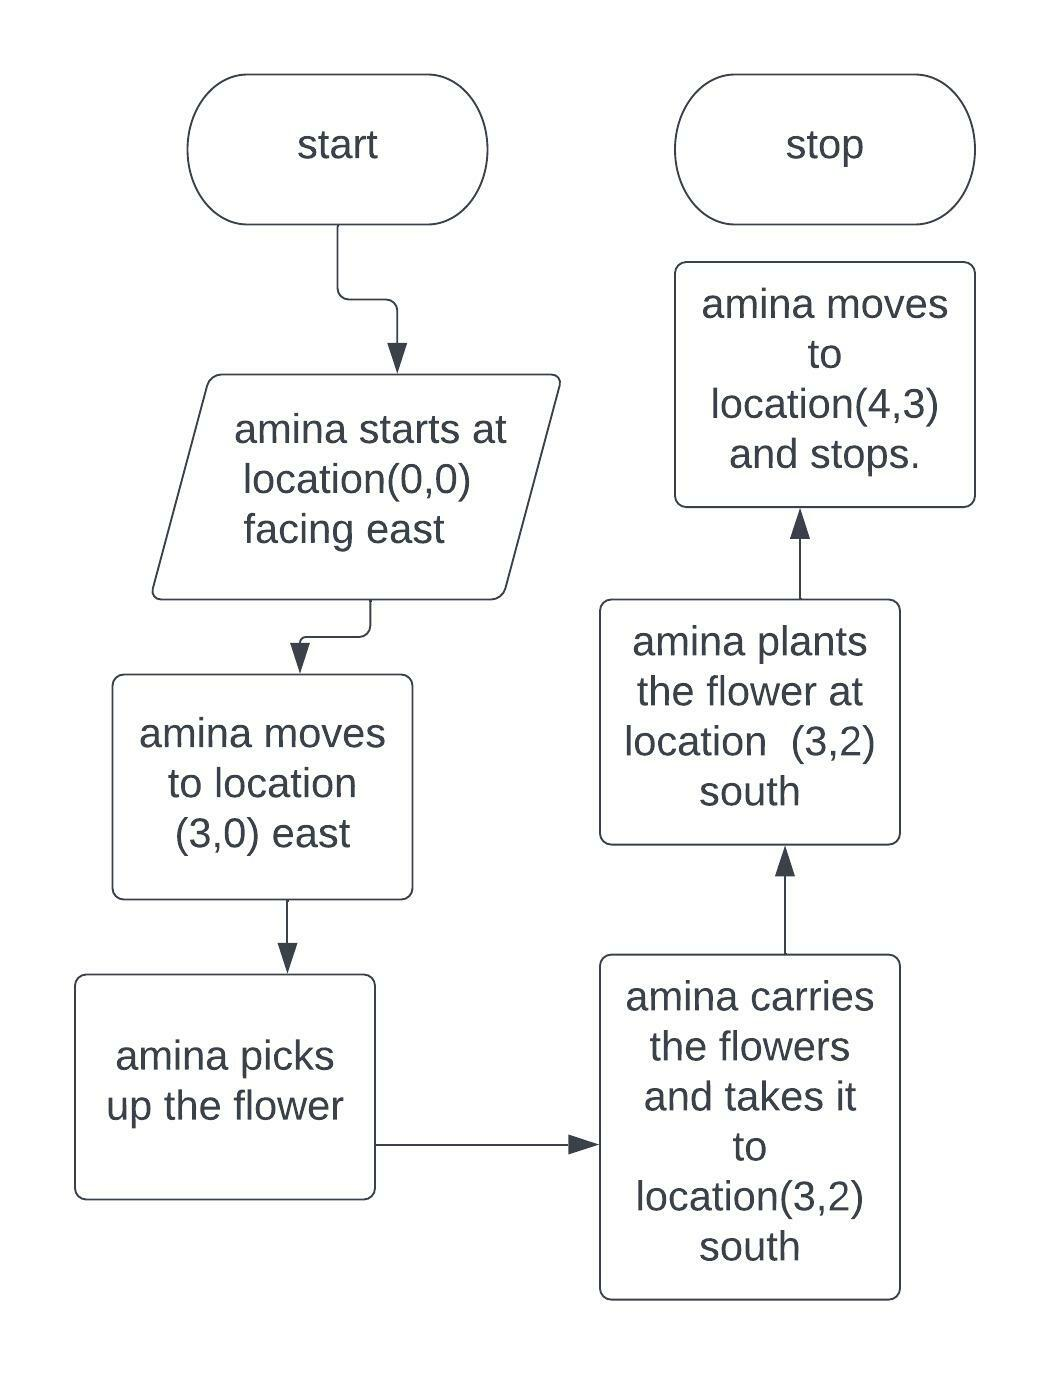 start
amina starts at
location(0,0)
facing east
amina moves
to location
(3,0) east
amina picks
up the flower
amina carries
the flowers
and takes it
to
location(3,2)
south
amina plants
the flower at
location  (3,2)
south
amina moves
to
location(4,3)
and stops.
stop